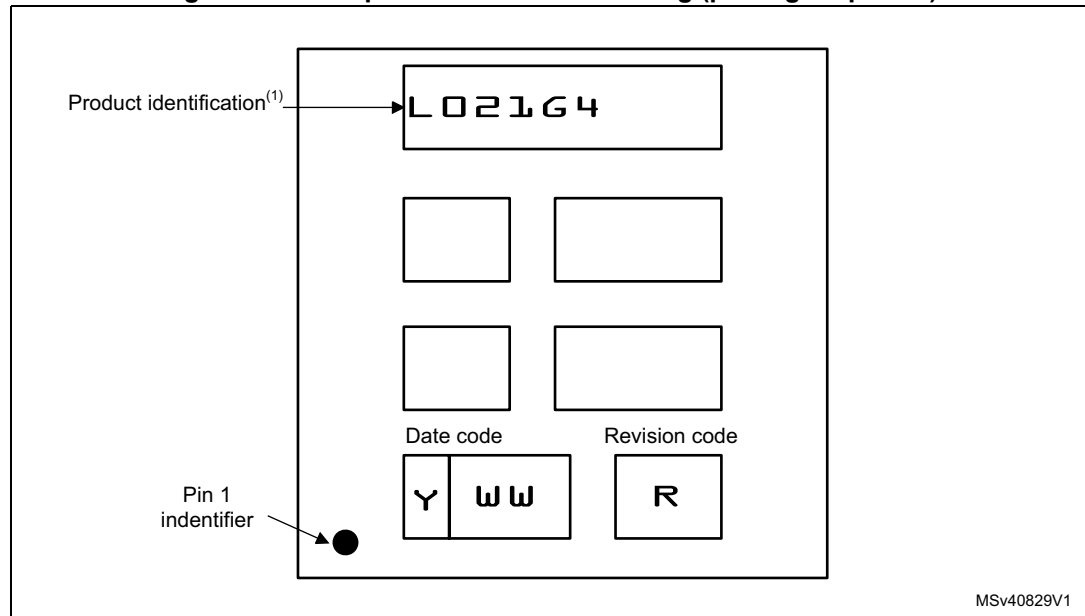 Product identification(1)
L021G4
Date code Revision code
Y WW R
Pin 1
indentifier
MSv40829V1